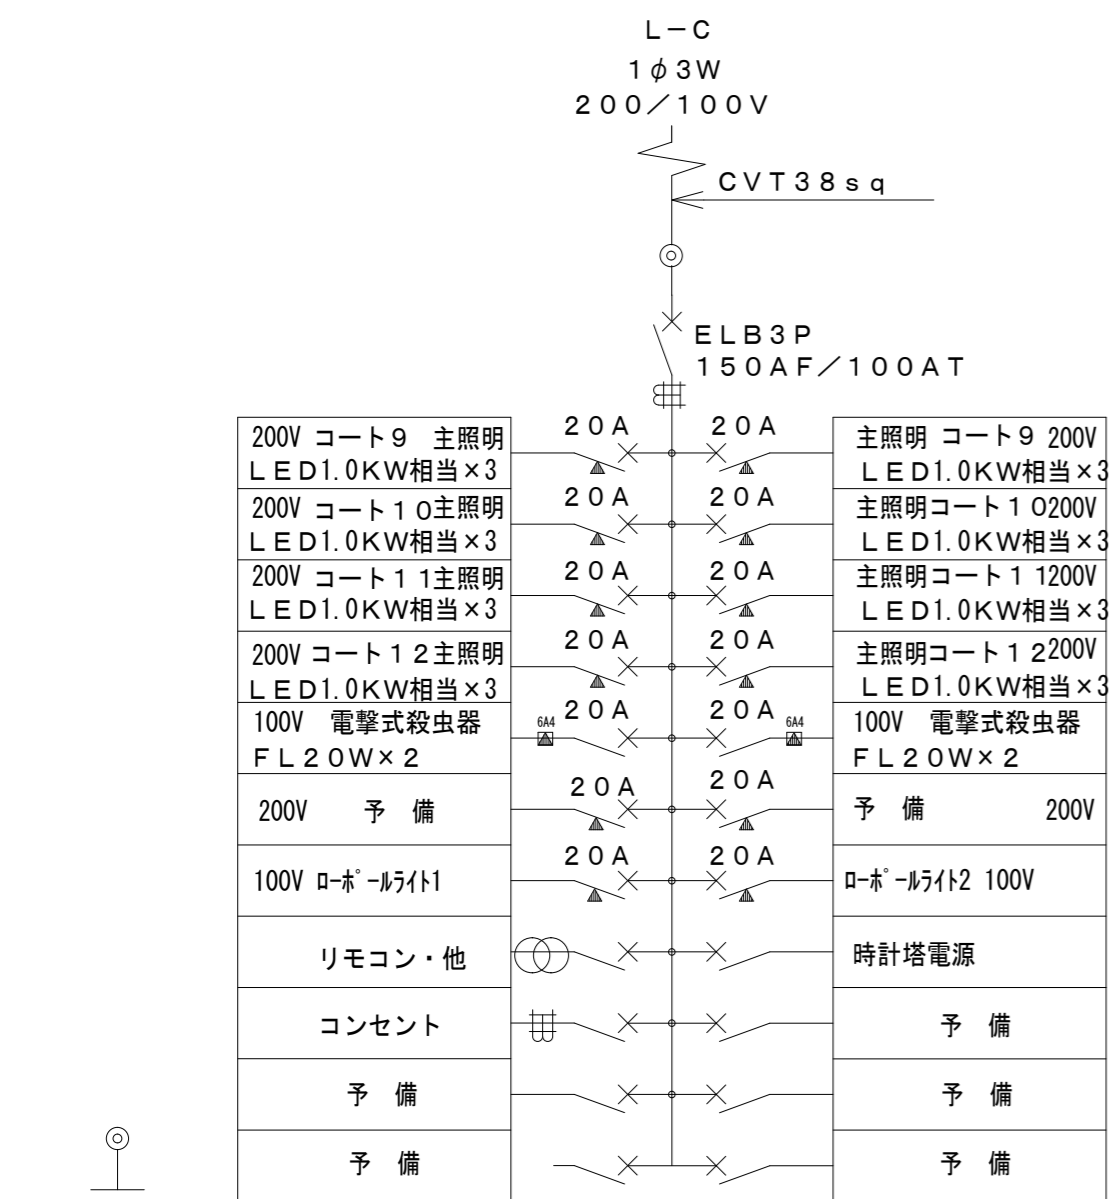 L－C
1φ3W
200／100V
CVT38sq
ELB3P
150AF／100AT
200V コート9 主照明
LED1.0KW相当×3
20A
20A
主照明 コート9 200V
LED1.0KW相当×3
200V コート10主照明
LED1.0KW相当×3
20A
20A
主照明コート10200V
LED1.0KW相当×3
200V コート11主照明
LED1.0KW相当×3
20A
20A
主照明コート11200V
LED1.0KW相当×3
200V コート12主照明
LED1.0KW相当×3
20A
20A
主照明コート12200V
LED1.0KW相当×3
100V 電撃式殺虫器
FL20W×2
6A4
20A
20A
6A4
100V 電撃式殺虫器
FL20W×2
200V 予 備
20A
20A
予 備 200V
100V ﾛｰﾎﾟｰﾙﾗｲﾄ1
20A
20A
ﾛｰﾎﾟｰﾙﾗｲﾄ2 100V
リモコン・他
時計塔電源
コンセント
予 備
予 備
予 備
予 備
予 備